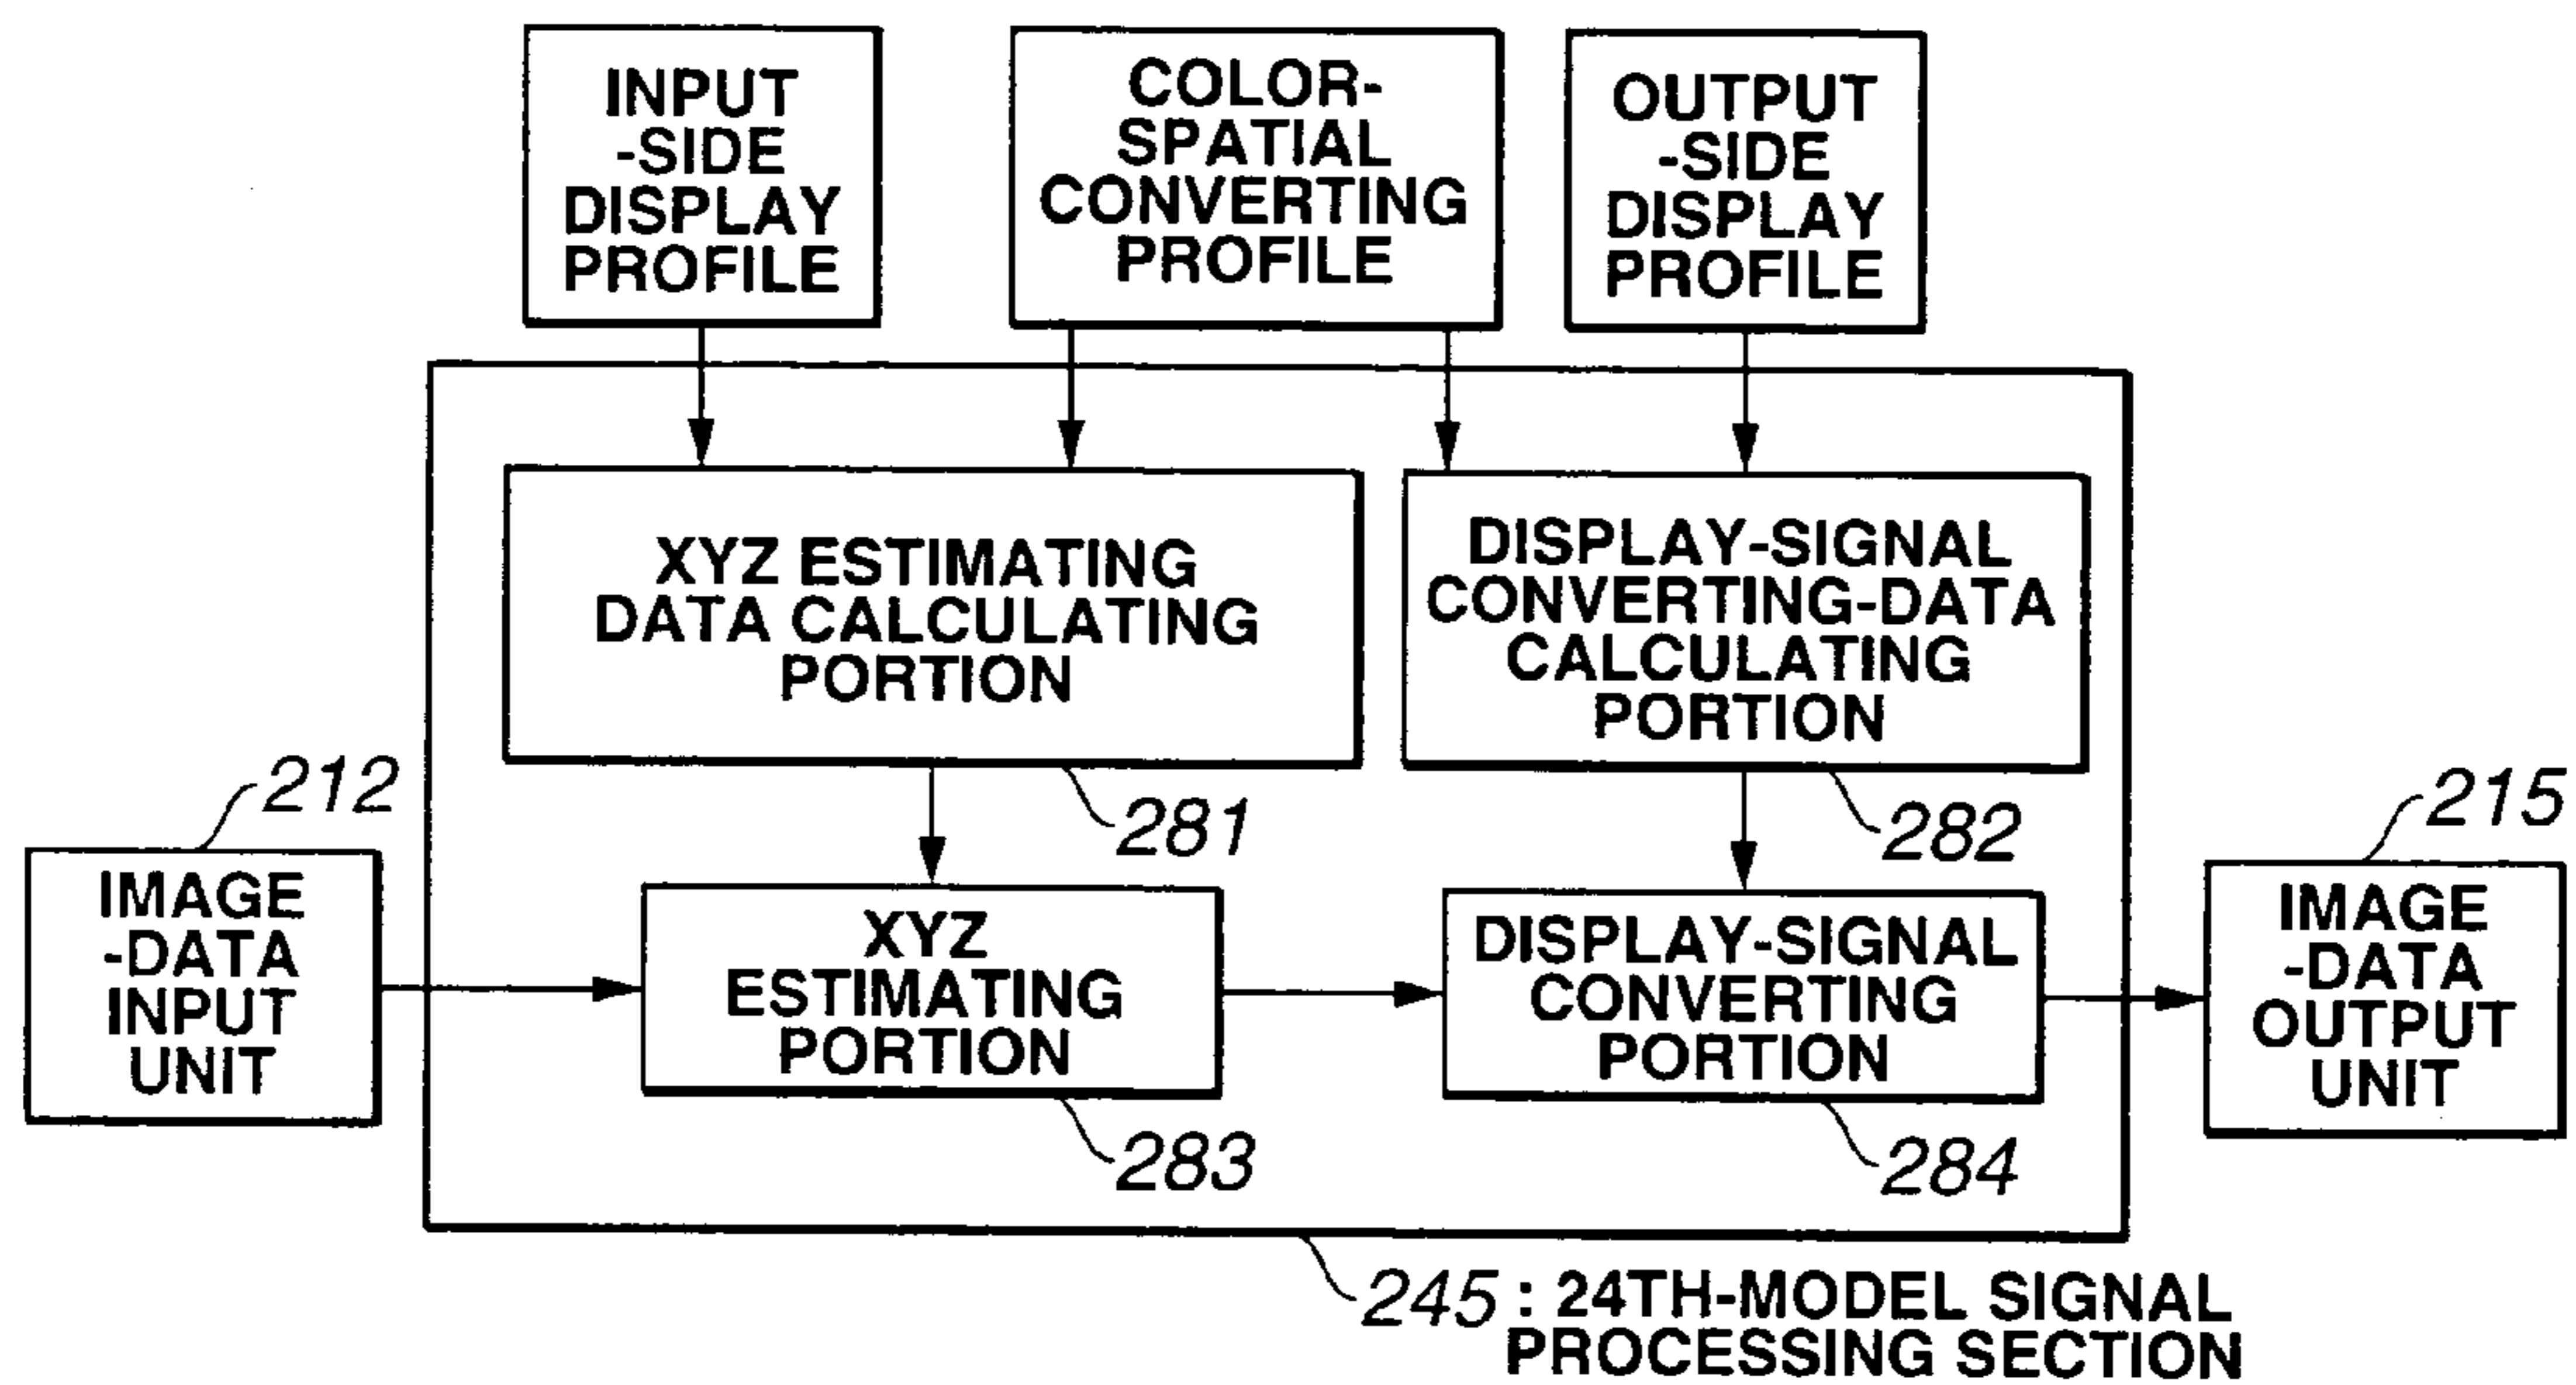 INPUT
-SIDE
DISPLAY
PROFILE
COLOR-
SPATIAL
CONVERTING
PROFILE
OUTPUT
-SIDE
DISPLAY
PROFILE
XYZ ESTIMATING
DATA CALCULATING
PORTION
281
DISPLAY-SIGNAL
CONVERTING-DATA
CALCULATING
PORTION
282
212
IMAGE
-DATA
INPUT
UNIT
XYZ
ESTIMATING
PORTION
283
DISPLAY-SIGNAL
CONVERTING
PORTION
284
215
IMAGE
-DATA
OUTPUT
UNIT
245 : 24TH-MODEL SIGNAL
PROCESSING SECTION